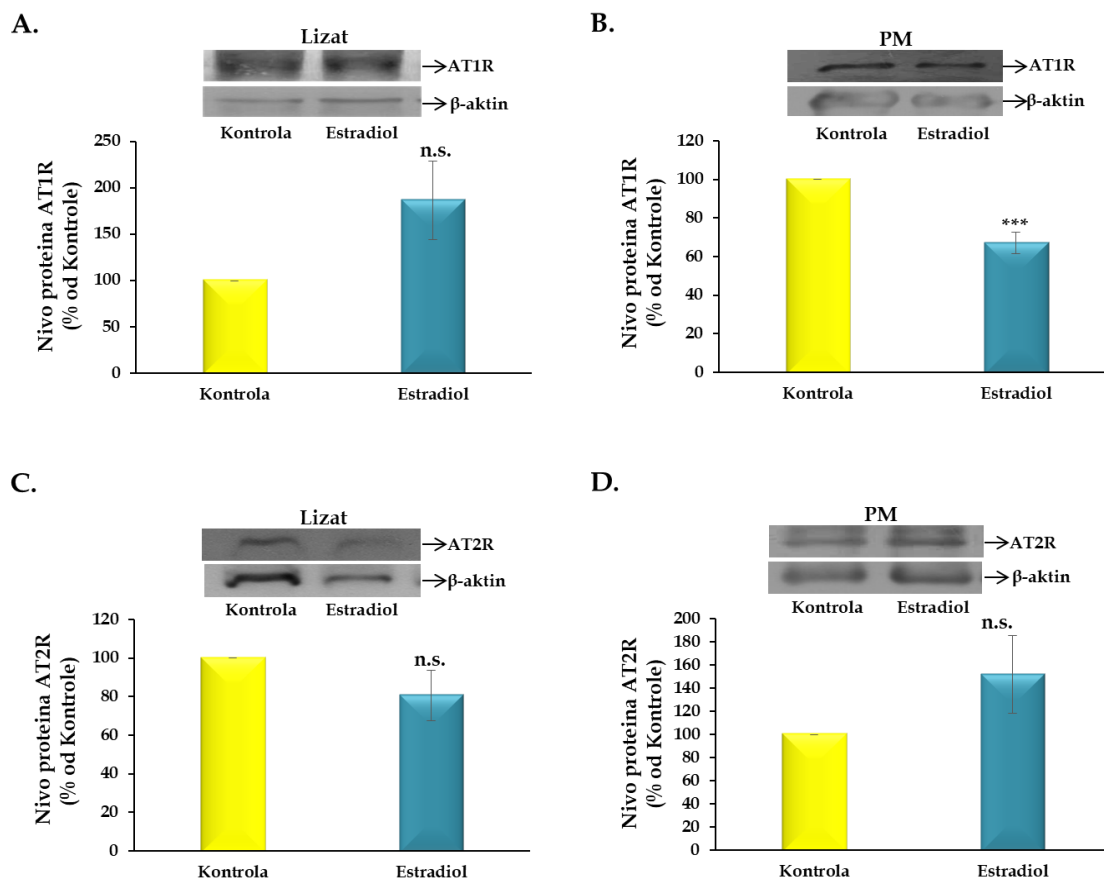 A.
Lizat
→AT1R
→β-aktin
Kontrola Estradiol
250
200
150
100
50
0
n.s.
Nivo proteina AT1R
(% od Kontrole)
Kontrola Estradiol
B.
PM
→AT1R
→β-aktin
Kontrola Estradiol
120
100
80
60
40
20
0
***
Nivo proteina AT1R
(% od Kontrole)
Kontrola Estradiol
C.
Lizat
→AT2R
→β-aktin
Kontrola Estradiol
120
100
80
60
40
20
0
n.s.
Nivo proteina AT2R
(% od Kontrole)
Kontrola Estradiol
D.
PM
→AT2R
→β-aktin
Kontrola Estradiol
200
180
160
140
120
100
80
60
40
20
0
n.s.
Nivo proteina AT2R
(% od Kontrole)
Kontrola Estradiol